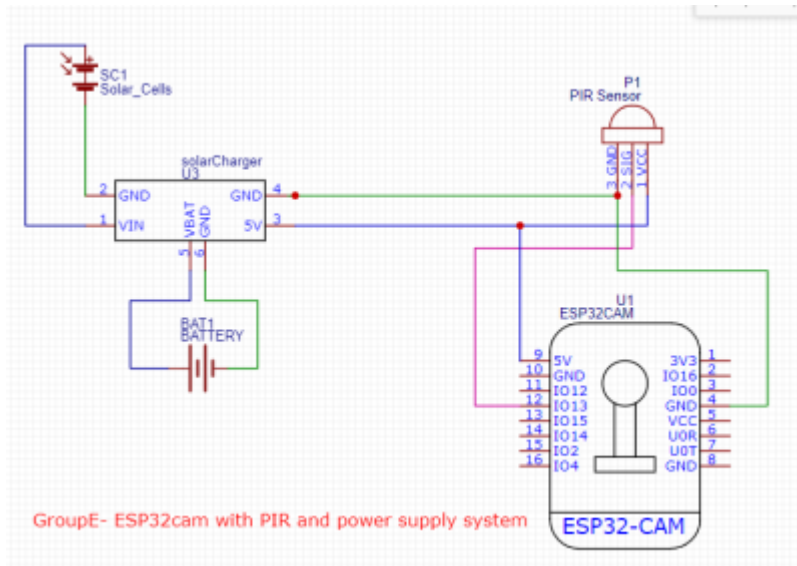 SC1
Solar_Cells
P1
PIR Sensor
3 GND
2 SIG
1 VCC
solarCharger
U3
2 GND
1 VIN
GND 4
5V 3
VBAT 5
GND 6
BAT1
BATTERY
U1
ESP32CAM
9 5V
10 GND
11 IO12
12 IO13
13 IO15
14 IO14
15 IO2
16 IO4
3V3 1
IO16 2
IO0 3
GND 4
VCC 5
U0R 6
U0T 7
GND 8
ESP32-CAM
GroupE- ESP32cam with PIR and power supply system